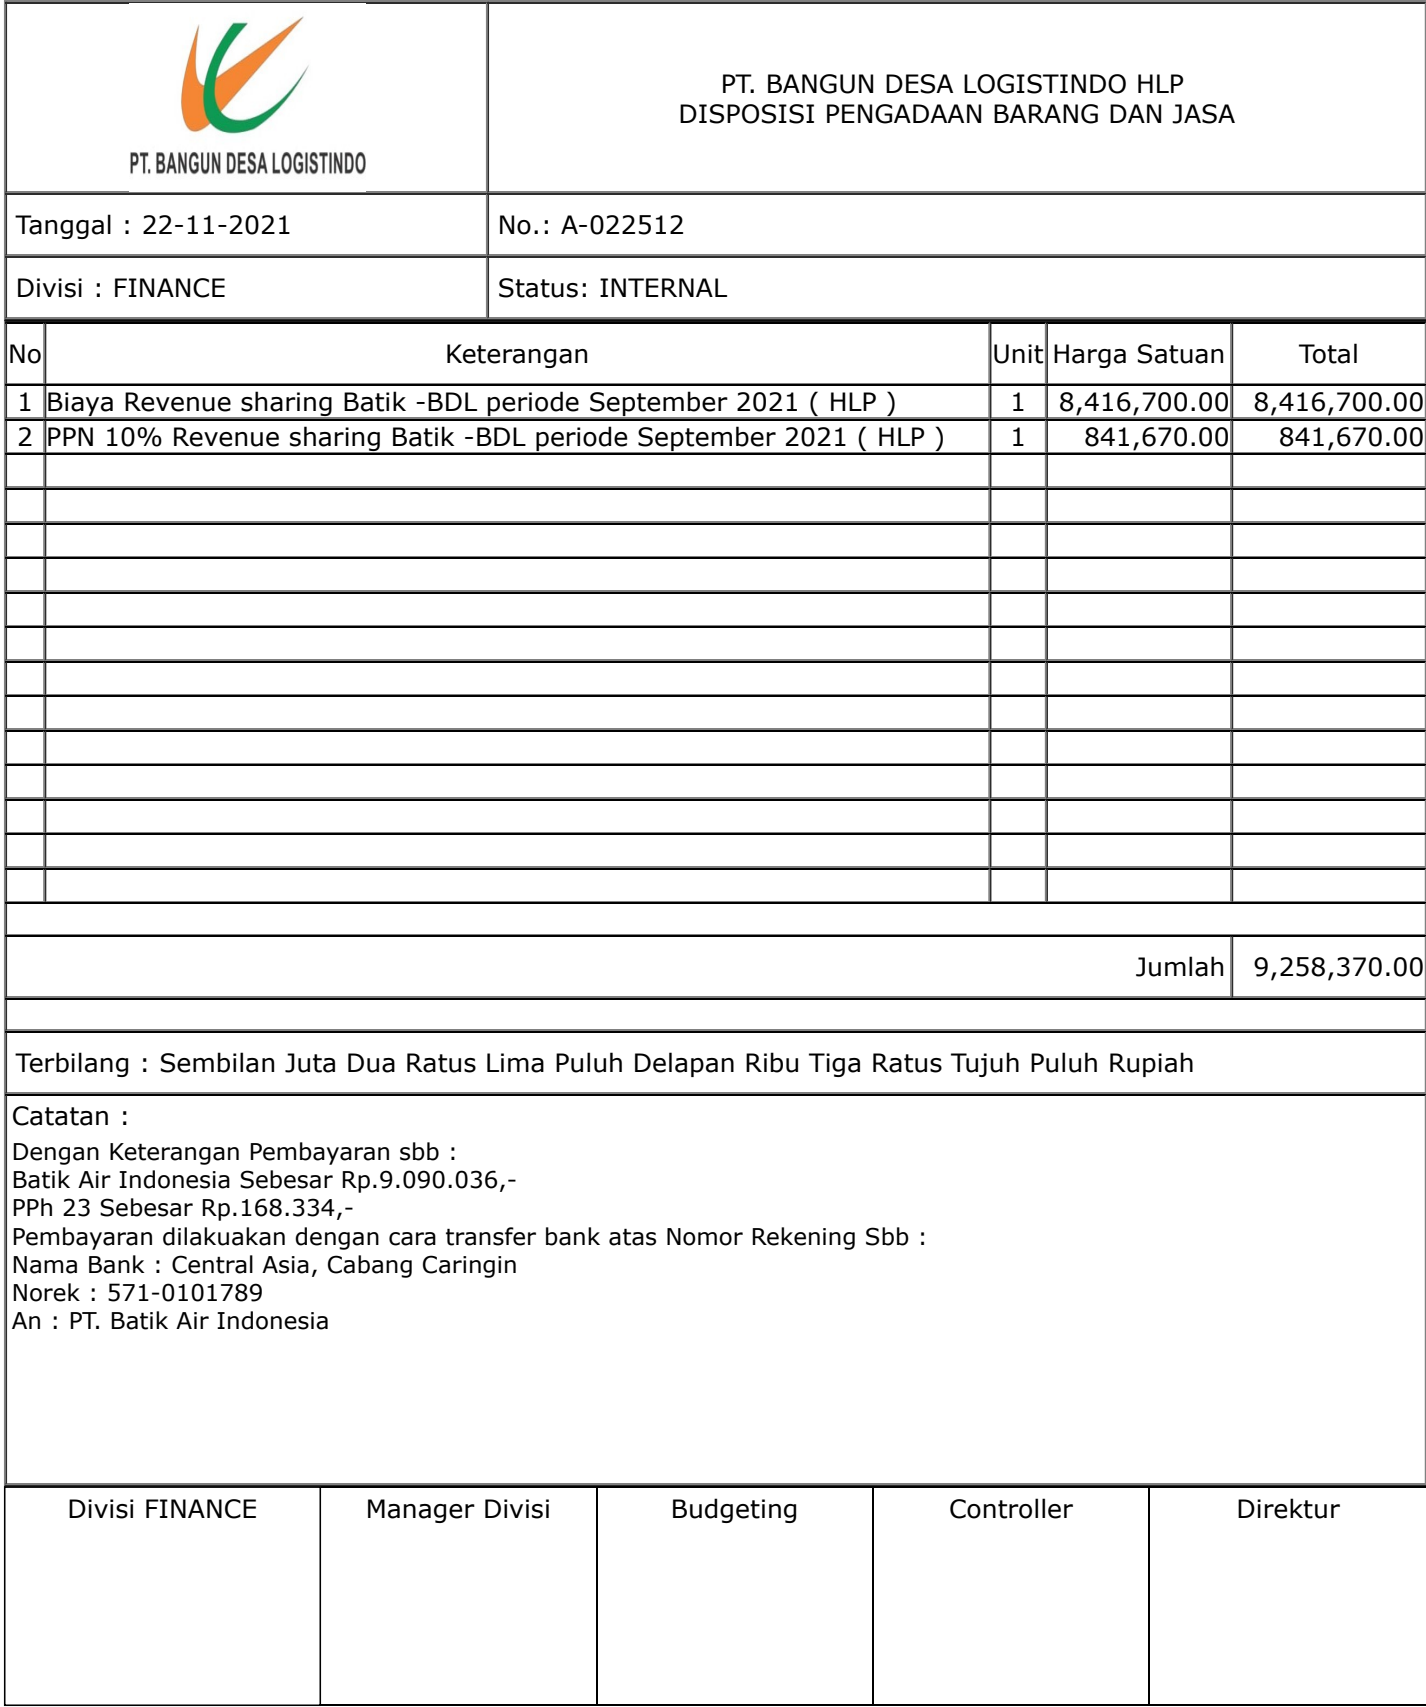 PT. BANGUN DESA LOGISTINDO
PT. BANGUN DESA LOGISTINDO HLP
DISPOSISI PENGADAAN BARANG DAN JASA
Tanggal : 22-11-2021 No.: A-022512
Divisi : FINANCE Status: INTERNAL
No Keterangan Unit Harga Satuan Total
1 Biaya Revenue sharing Batik -BDL periode September 2021 ( HLP ) 1 8,416,700.00 8,416,700.00
2 PPN 10% Revenue sharing Batik -BDL periode September 2021 ( HLP ) 1 841,670.00 841,670.00
Jumlah 9,258,370.00
Terbilang : Sembilan Juta Dua Ratus Lima Puluh Delapan Ribu Tiga Ratus Tujuh Puluh Rupiah
Catatan :
Dengan Keterangan Pembayaran sbb :
Batik Air Indonesia Sebesar Rp.9.090.036,-
PPh 23 Sebesar Rp.168.334,-
Pembayaran dilakuakan dengan cara transfer bank atas Nomor Rekening Sbb :
Nama Bank : Central Asia, Cabang Caringin
Norek : 571-0101789
An : PT. Batik Air Indonesia
Divisi FINANCE Manager Divisi Budgeting Controller Direktur